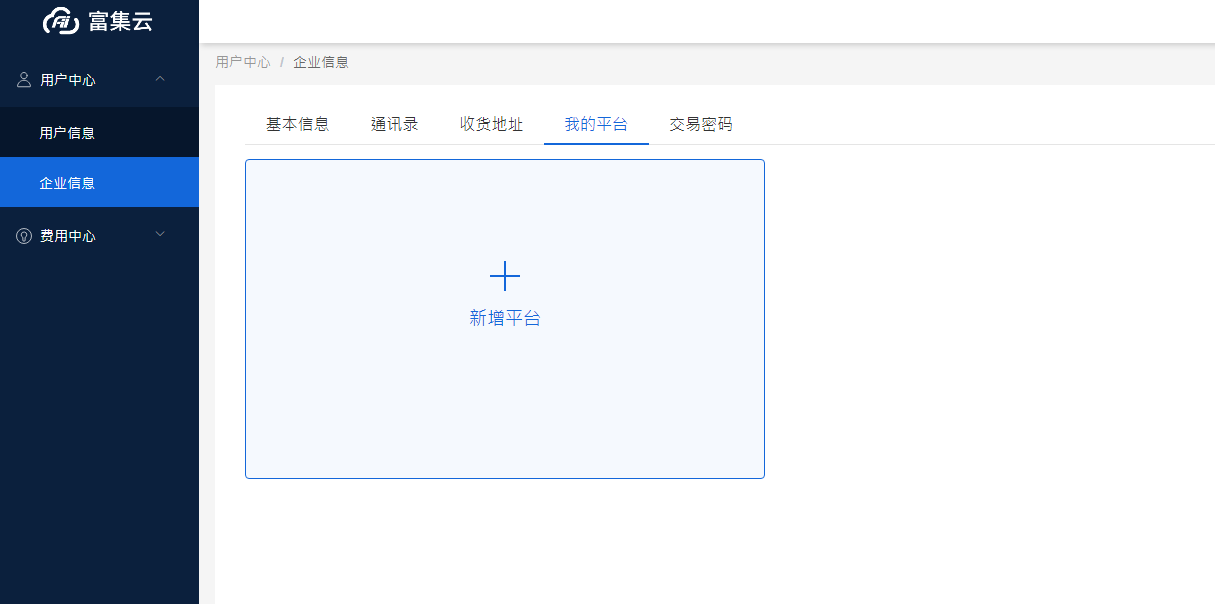 富集云
用户中心
用户信息
企业信息
费用中心
用户中心 / 企业信息
基本信息 通讯录 收货地址 我的平台 交易密码
新增平台